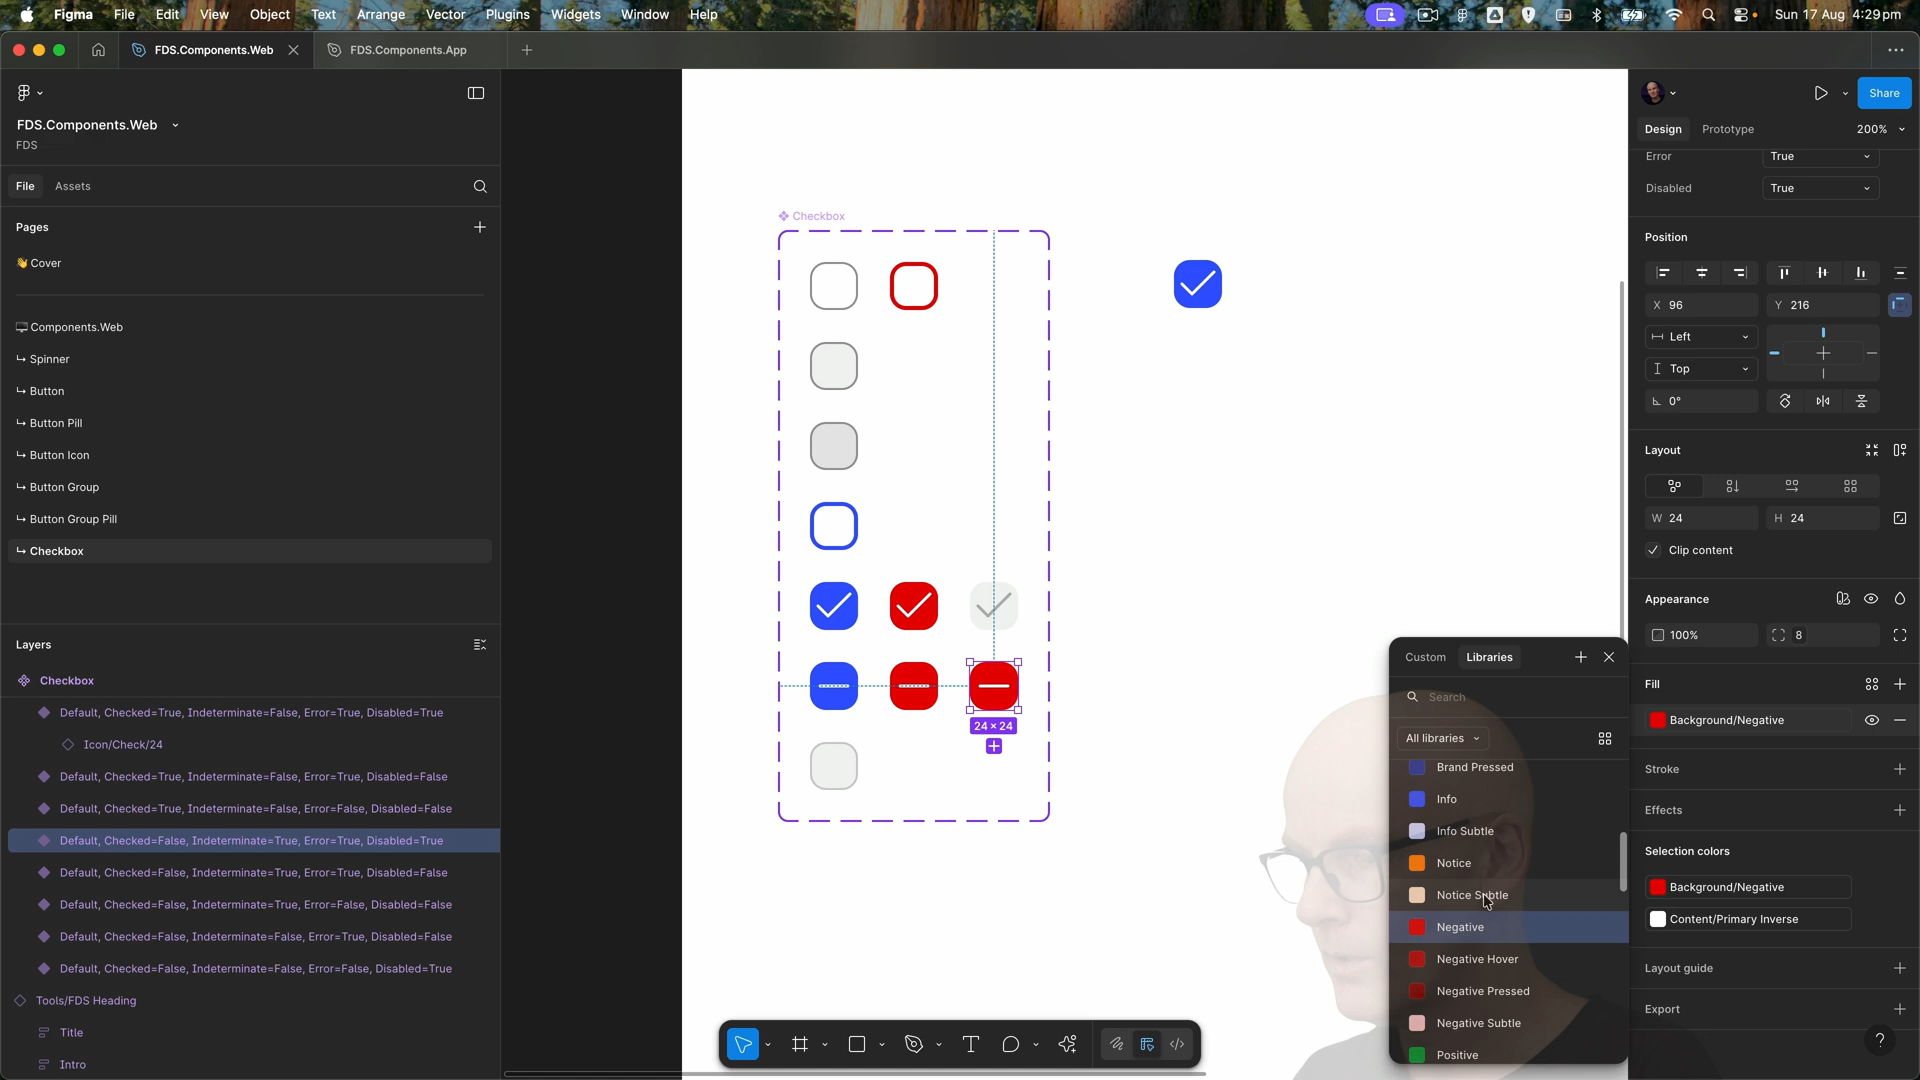 Figma File Edit View Object Text Arrange Vector Plugins Widgets Window Help
Sun 17 Aug 4:29 pm
FDS.Components.Web
FDS.Components.App
FDS.Components.Web
FDS
File Assets
Pages
👋 Cover
Components.Web
↳ Spinner
↳ Button
↳ Button Pill
↳ Button Icon
↳ Button Group
↳ Button Group Pill
↳ Checkbox
Layers
Checkbox
Default, Checked=True, Indeterminate=False, Error=True, Disabled=True
Icon/Check/24
Default, Checked=True, Indeterminate=False, Error=True, Disabled=False
Default, Checked=True, Indeterminate=False, Error=False, Disabled=False
Default, Checked=False, Indeterminate=True, Error=True, Disabled=True
Default, Checked=False, Indeterminate=True, Error=True, Disabled=False
Default, Checked=False, Indeterminate=True, Error=False, Disabled=False
Default, Checked=False, Indeterminate=False, Error=True, Disabled=False
Default, Checked=False, Indeterminate=False, Error=False, Disabled=True
Tools/FDS Heading
Title
Intro
Checkbox
24 × 24
Custom Libraries
Search
All libraries
Brand Pressed
Info
Info Subtle
Notice
Notice Subtle
Negative
Negative Hover
Negative Pressed
Negative Subtle
Positive
Share
Design Prototype 200%
Error True
Disabled True
Position
X 96 Y 216
Left
Top
0°
Layout
W 24 H 24
Clip content
Appearance
100% 8
Fill
Background/Negative
Stroke
Effects
Selection colors
Background/Negative
Content/Primary Inverse
Layout guide
Export
?